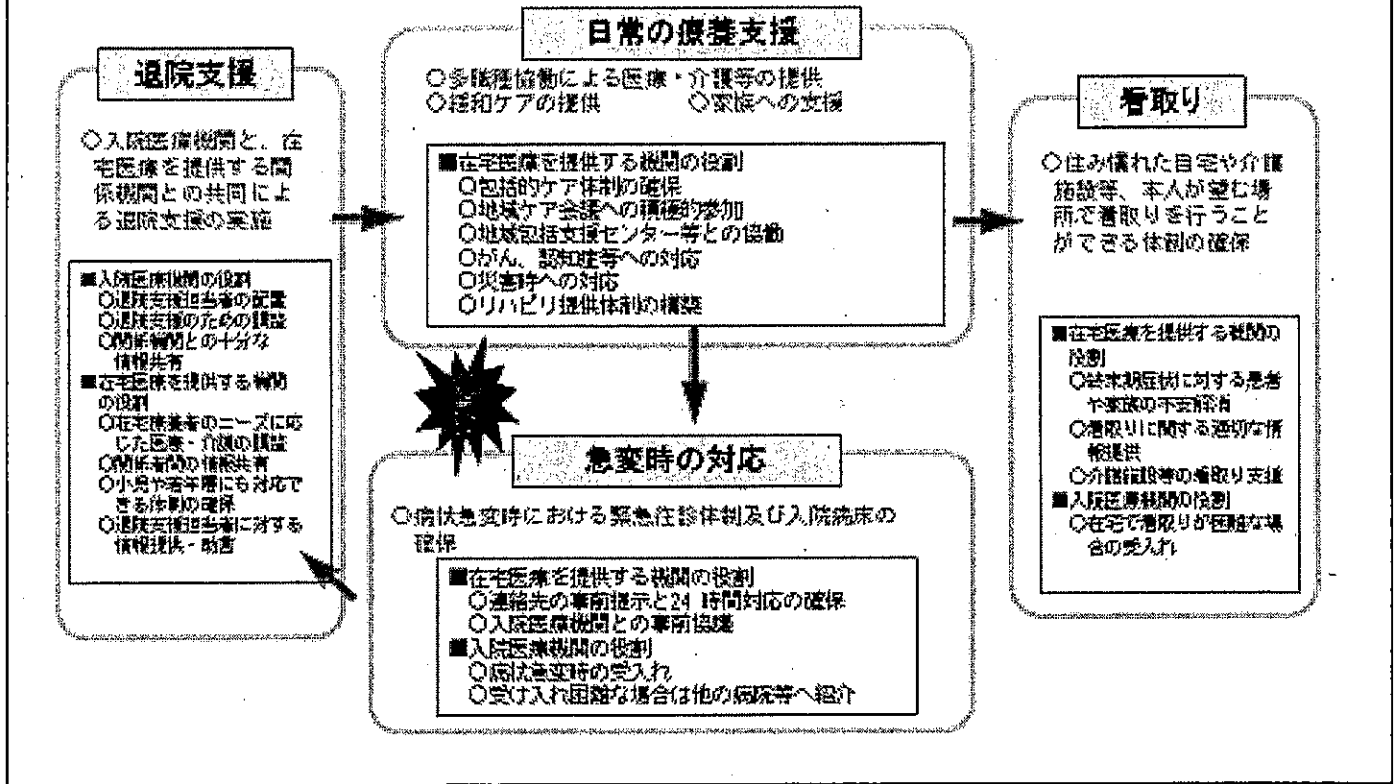 退院支援
○入院医療機関と、在
宅医療を提供する関
係機関との共同によ
る退院支援の実施
■入院医療機関の役割
○退院支援担当者の配置
○退院支援のための調整
○関係機関との十分な
情報共有
■在宅医療を提供する機関
の役割
○在宅療養者のニーズに応
じた医療・介護の調整
○関係者間の情報共有
○小児や若年層にも対応で
きる体制の確保
○退院支援担当者に対する
情報提供・助言
日常の療養支援
○多職種協働による医療・介護等の提供
○緩和ケアの提供 ○家族への支援
■在宅医療を提供する機関の役割
○包括的ケア体制の確保
○地域ケア会議への積極的参加
○地域包括支援センター等との協働
○がん、認知症等への対応
○災害時への対応
○リハビリ提供体制の構築
急変時の対応
○病状急変時における緊急往診体制及び入院病床の
確保
■在宅医療を提供する機関の役割
○連絡先の事前提示と24 時間対応の確保
○入院医療機関との事前協議
■入院医療機関の役割
○病状急変時の受入れ
○受け入れ困難な場合は他の病院等へ紹介
看取り
○住み慣れた自宅や介護
施設等、本人が望む場
所で看取りを行うこと
ができる体制の確保
■在宅医療を提供する機関の
役割
○終末期症状に対する患者
や家族の不安解消
○看取りに関する適切な情
報提供
○介護施設等の看取り支援
■入院医療機関の役割
○在宅で看取りが困難な場
合の受入れ